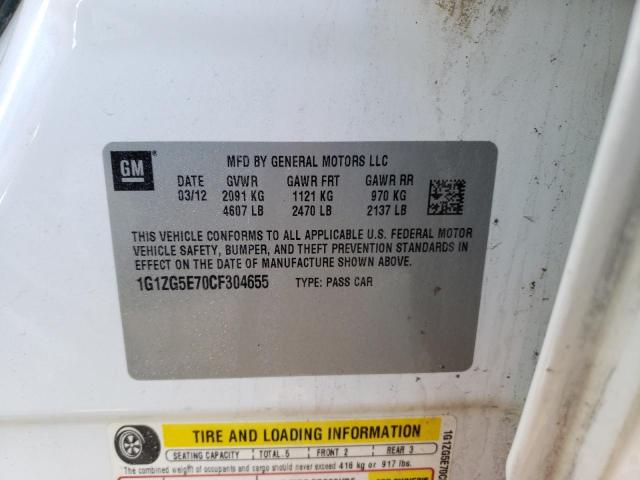 GM
MFD BY GENERAL MOTORS LLC
DATE GVWR GAWR FRT GAWR RR
03/12 2091 KG 1121 KG 970 KG
4607 LB 2470 LB 2137 LB
THIS VEHICLE CONFORMS TO ALL APPLICABLE U.S. FEDERAL MOTOR
VEHICLE SAFETY, BUMPER, AND THEFT PREVENTION STANDARDS IN
EFFECT ON THE DATE OF MANUFACTURE SHOWN ABOVE.
1G1ZG5E70CF304655 TYPE: PASS CAR
TIRE AND LOADING INFORMATION
SEATING CAPACITY TOTAL 5 FRONT 2 REAR 3
The combined weight of occupants and cargo should never exceed 416 kg or 917 lbs.
1G1ZG5E70C